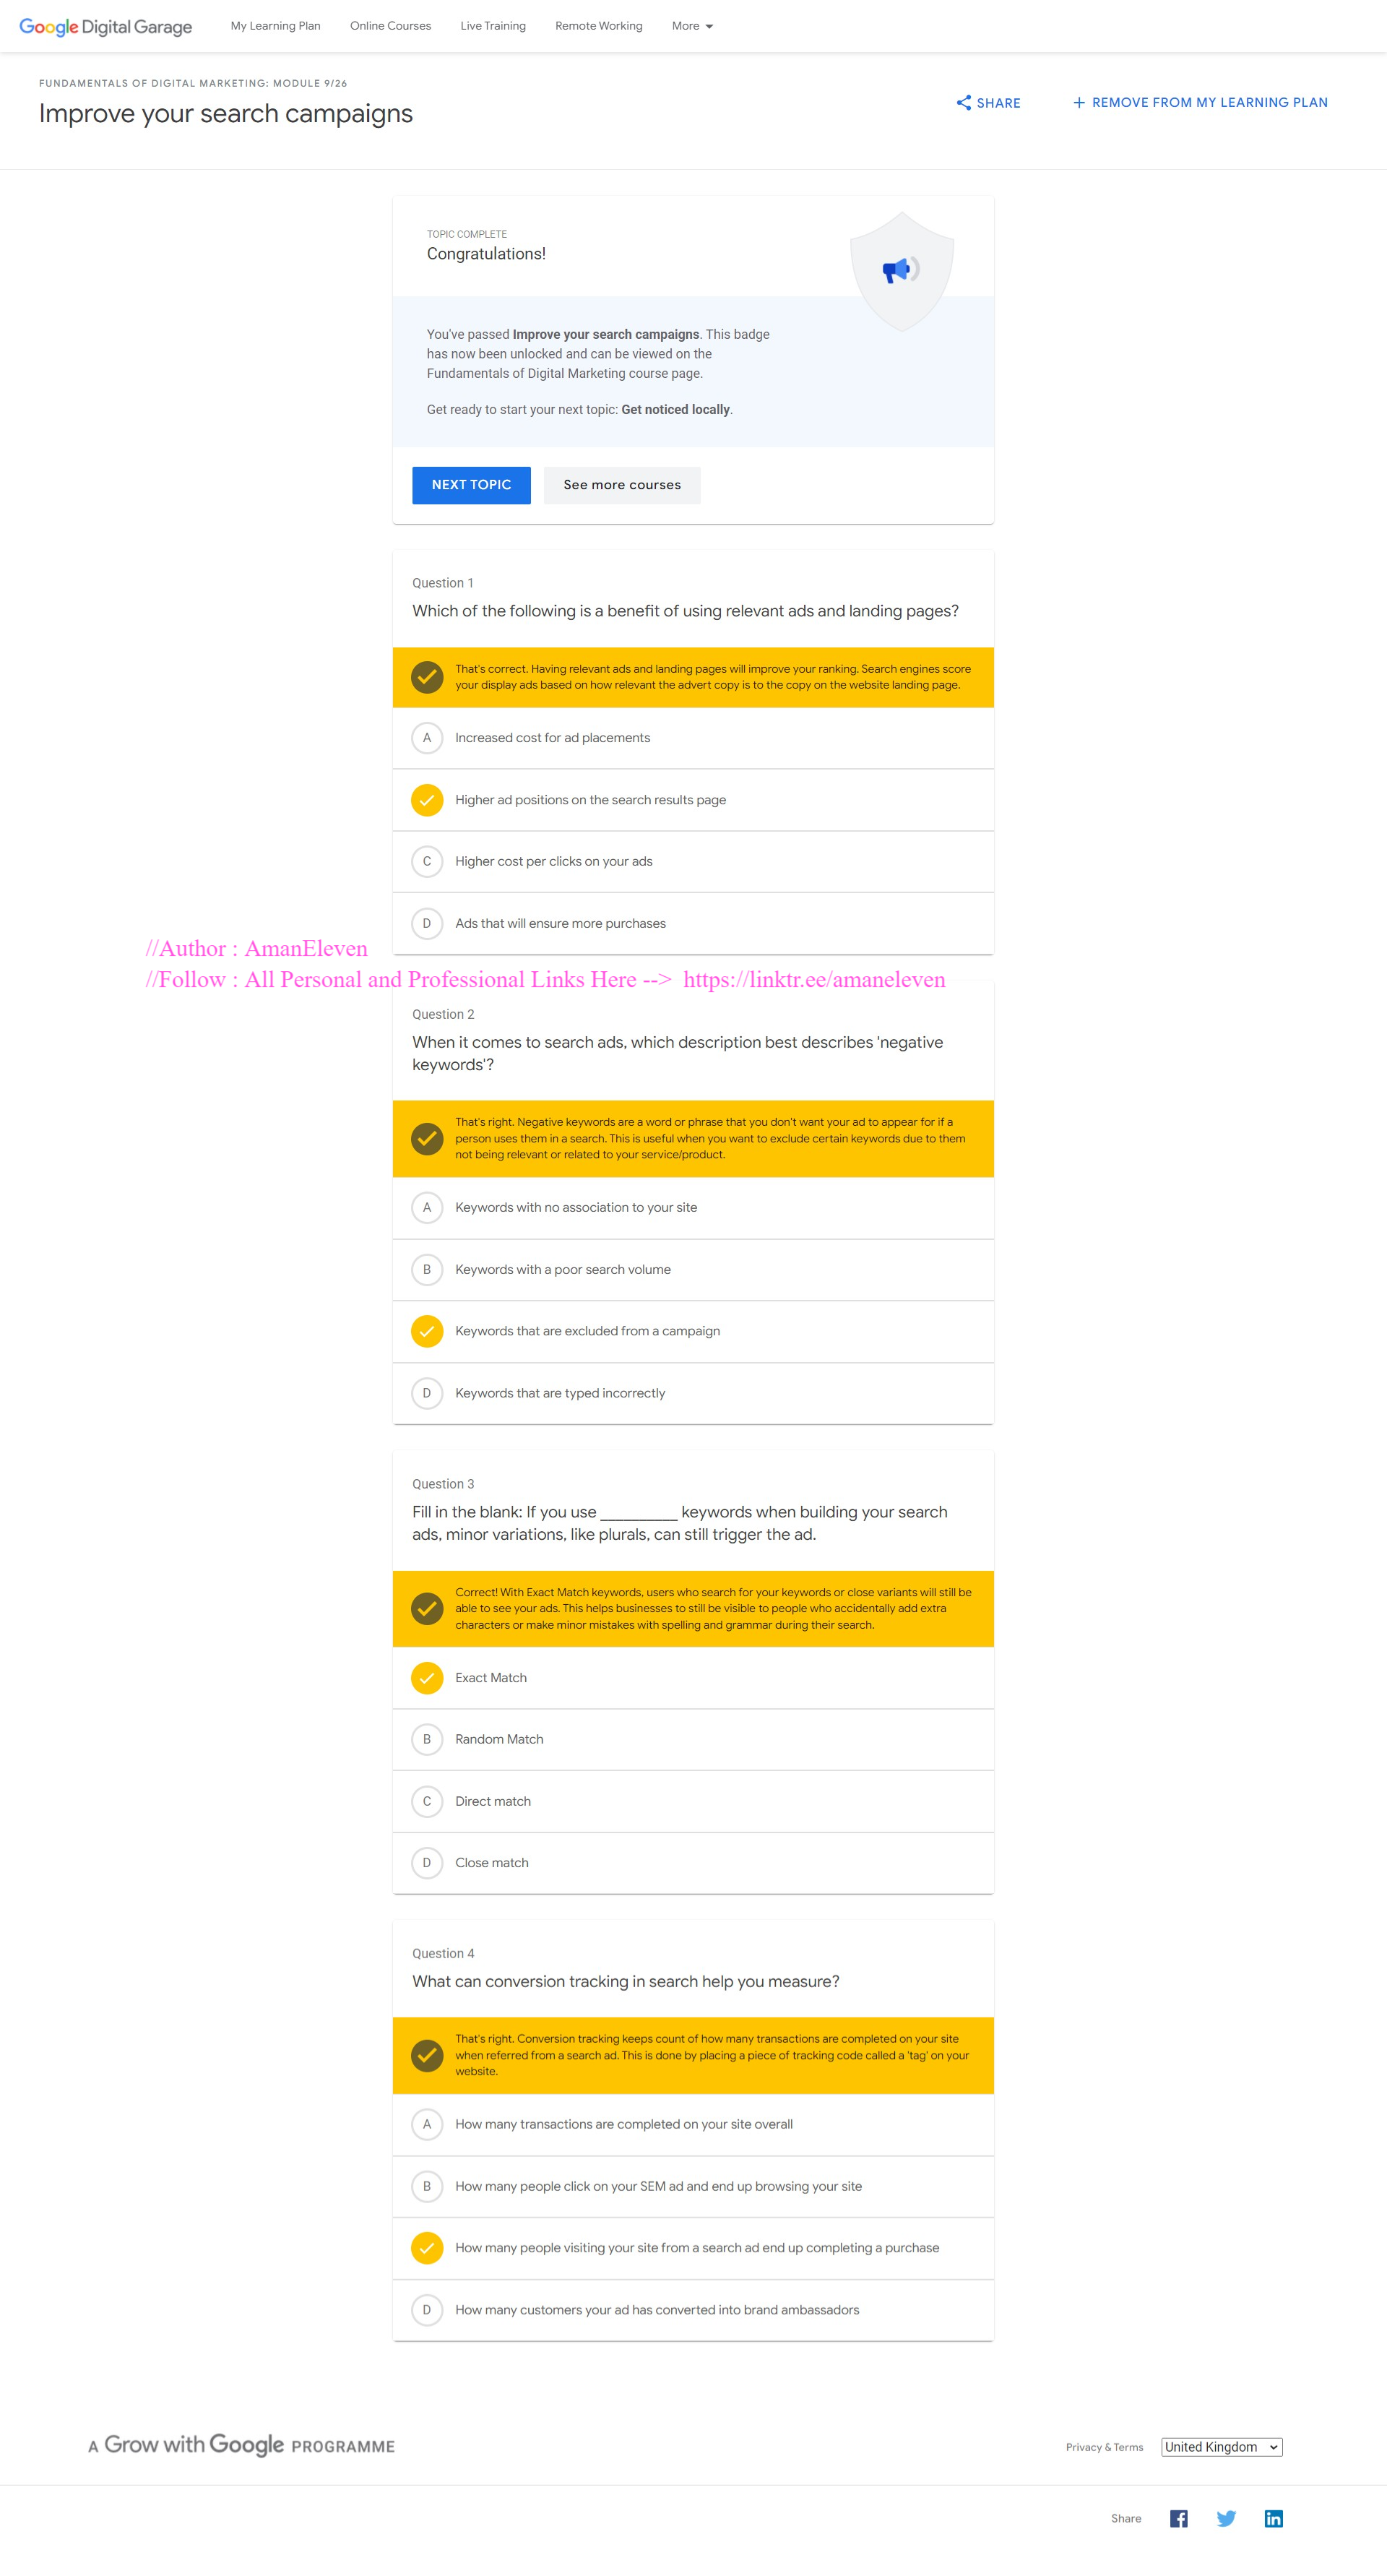 Google Digital Garage My Learning Plan Online Courses Live Training Remote Working More
FUNDAMENTALS OF DIGITAL MARKETING: MODULE 9/26
Improve your search campaigns
SHARE + REMOVE FROM MY LEARNING PLAN
TOPIC COMPLETE
Congratulations!
You've passed Improve your search campaigns. This badge
has now been unlocked and can be viewed on the
Fundamentals of Digital Marketing course page.
Get ready to start your next topic: Get noticed locally.
NEXT TOPIC See more courses
Question 1
Which of the following is a benefit of using relevant ads and landing pages?
That's correct. Having relevant ads and landing pages will improve your ranking. Search engines score
your display ads based on how relevant the advert copy is to the copy on the website landing page.
A Increased cost for ad placements
Higher ad positions on the search results page
C Higher cost per clicks on your ads
D Ads that will ensure more purchases
//Author : AmanEleven
//Follow : All Personal and Professional Links Here --> https://linktr.ee/amaneleven
Question 2
When it comes to search ads, which description best describes 'negative
keywords'?
That's right. Negative keywords are a word or phrase that you don't want your ad to appear for if a
person uses them in a search. This is useful when you want to exclude certain keywords due to them
not being relevant or related to your service/product.
A Keywords with no association to your site
B Keywords with a poor search volume
Keywords that are excluded from a campaign
D Keywords that are typed incorrectly
Question 3
Fill in the blank: If you use __________ keywords when building your search
ads, minor variations, like plurals, can still trigger the ad.
Correct! With Exact Match keywords, users who search for your keywords or close variants will still be
able to see your ads. This helps businesses to still be visible to people who accidentally add extra
characters or make minor mistakes with spelling and grammar during their search.
Exact Match
B Random Match
C Direct match
D Close match
Question 4
What can conversion tracking in search help you measure?
That's right. Conversion tracking keeps count of how many transactions are completed on your site
when referred from a search ad. This is done by placing a piece of tracking code called a 'tag' on your
website.
A How many transactions are completed on your site overall
B How many people click on your SEM ad and end up browsing your site
How many people visiting your site from a search ad end up completing a purchase
D How many customers your ad has converted into brand ambassadors
A Grow with Google PROGRAMME
Privacy & Terms United Kingdom
Share